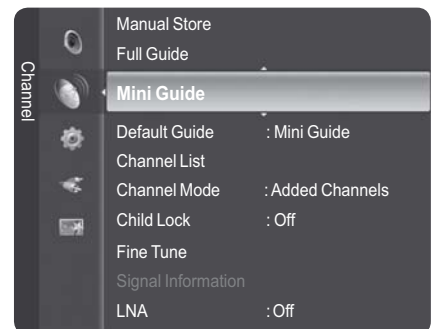 Channel
Manual Store
Full Guide
Mini Guide
Default Guide : Mini Guide
Channel List
Channel Mode : Added Channels
Child Lock : Off
Fine Tune
Signal Information
LNA : Off